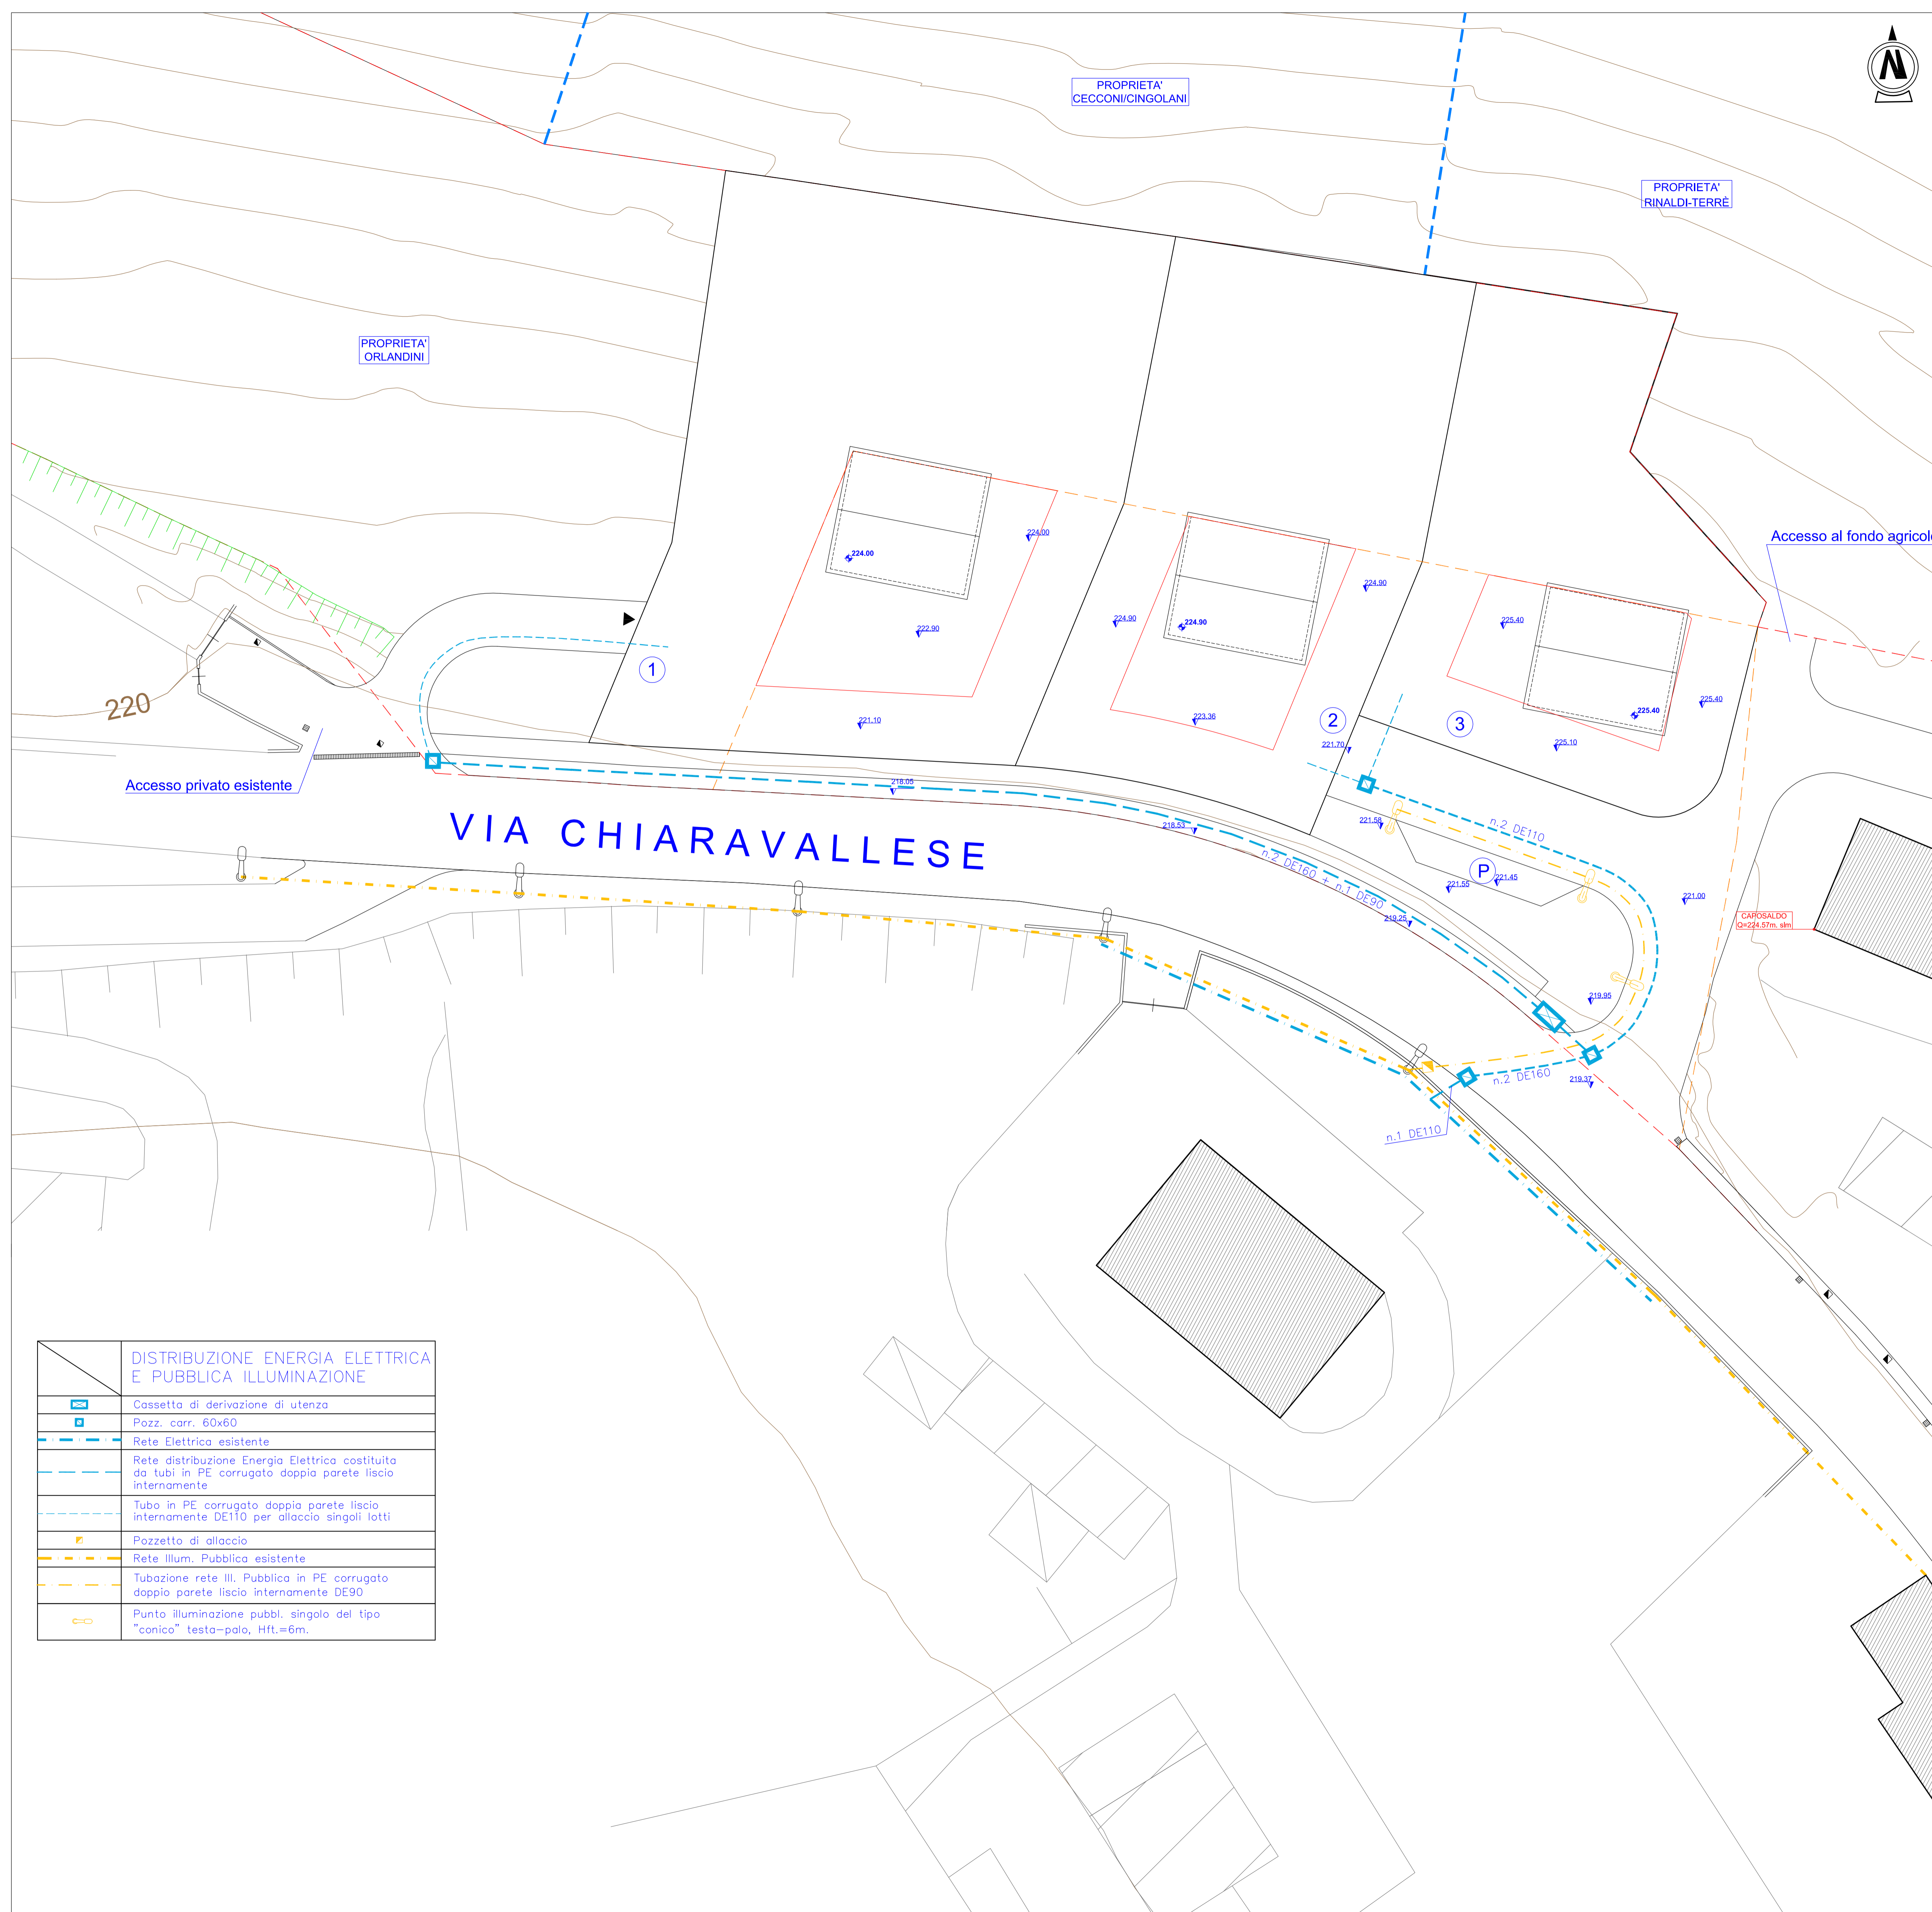 PROPRIETA'
CECCONI/CINGOLANI
N
PROPRIETA'
RINALDI-TERRÈ
PROPRIETA'
ORLANDINI
Accesso al fondo agricolo
224.00
224.00
222.90
221.10
224.90
224.90
224.90
223.36
225.40
225.40
225.40
225.10
1
2
3
221.70
220
Accesso privato esistente
218.05
VIA CHIARAVALLESE
218.53
221.58
n.2 DE110
n.2 DE160 + n.1 DE90
P
221.55
221.45
221.00
219.25
CAPOSALDO
Q=224.57m. slm
219.95
n.2 DE160
219.37
n.1 DE110
DISTRIBUZIONE ENERGIA ELETTRICA
E PUBBLICA ILLUMINAZIONE
Cassetta di derivazione di utenza
Pozz. carr. 60x60
Rete Elettrica esistente
Rete distribuzione Energia Elettrica costituita
da tubi in PE corrugato doppia parete liscio
internamente
Tubo in PE corrugato doppia parete liscio
internamente DE110 per allaccio singoli lotti
Pozzetto di allaccio
Rete Illum. Pubblica esistente
Tubazione rete Ill. Pubblica in PE corrugato
doppio parete liscio internamente DE90
Punto illuminazione pubbl. singolo del tipo
"conico" testa-palo, Hft.=6m.